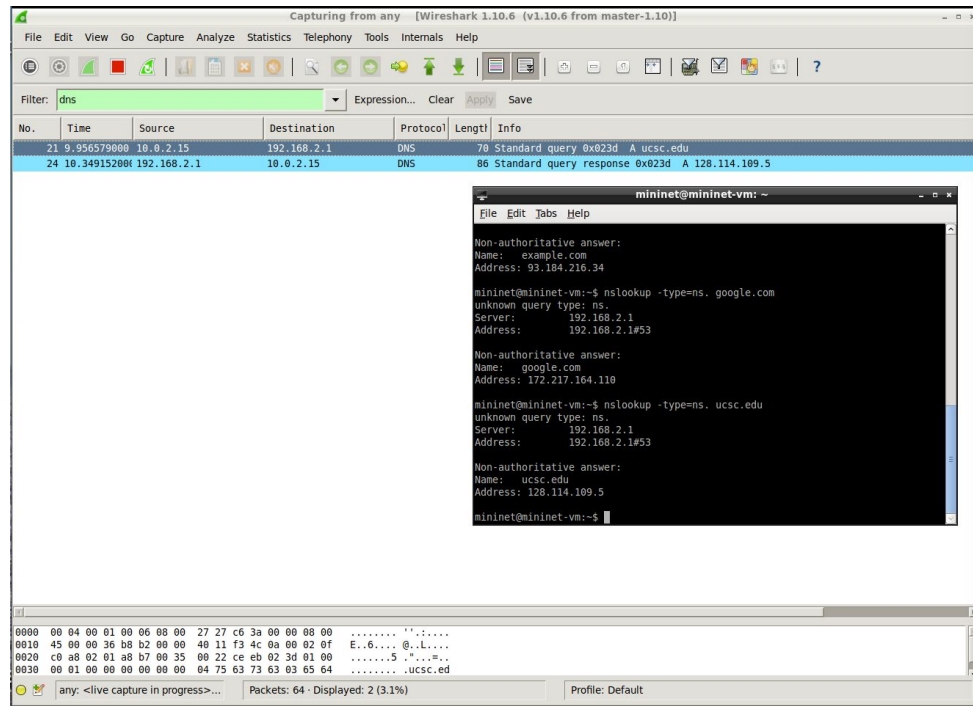 Capturing from any [Wireshark 1.10.6 (v1.10.6 from master-1.10)]
File Edit View Go Capture Analyze Statistics Telephony Tools Internals Help
Filter: dns Expression... Clear Apply Save
No. Time Source Destination Protocol Length Info
21 9.956579000 10.0.2.15 192.168.2.1 DNS 70 Standard query 0x023d A ucsc.edu
24 10.349152000 192.168.2.1 10.0.2.15 DNS 86 Standard query response 0x023d A 128.114.109.5
mininet@mininet-vm: ~
File Edit Tabs Help
Non-authoritative answer:
Name: example.com
Address: 93.184.216.34
mininet@mininet-vm:~$ nslookup -type=ns. google.com
unknown query type: ns.
Server: 192.168.2.1
Address: 192.168.2.1#53
Non-authoritative answer:
Name: google.com
Address: 172.217.164.110
mininet@mininet-vm:~$ nslookup -type=ns. ucsc.edu
unknown query type: ns.
Server: 192.168.2.1
Address: 192.168.2.1#53
Non-authoritative answer:
Name: ucsc.edu
Address: 128.114.109.5
mininet@mininet-vm:~$
0000 00 04 00 01 00 06 08 00 27 27 c6 3a 00 00 08 00 ........ ''.:....
0010 45 00 00 36 b8 b2 00 00 40 11 f3 4c 0a 00 02 0f E..6.... @..L....
0020 c0 a8 02 01 a8 b7 00 35 00 22 ce eb 02 3d 01 00 .......5 ."...=..
0030 00 01 00 00 00 00 00 00 04 75 63 73 63 03 65 64 ........ .ucsc.ed
any: <live capture in progress>... Packets: 64 · Displayed: 2 (3.1%) Profile: Default